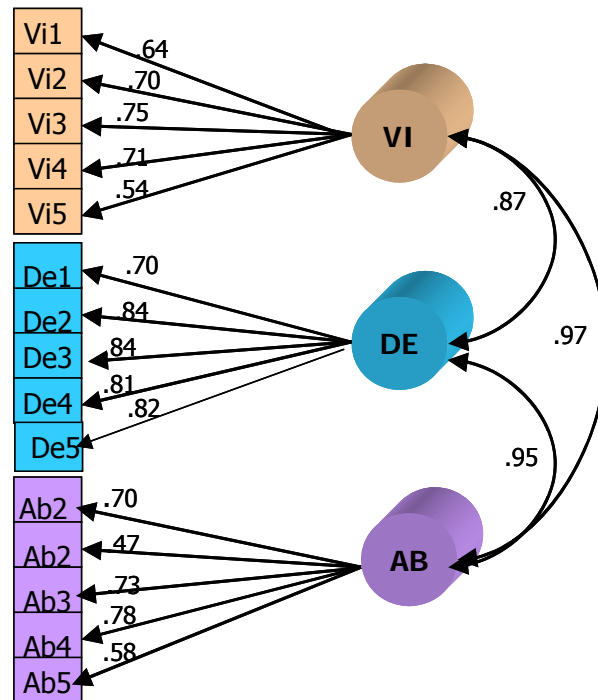 Vi1
.64
Vi2
.70
Vi3
.75
VI
Vi4
.71
Vi5
.54
.87
De1
.70
De2
.84
De3
.84
DE
.97
De4
.81
De5
.82
.95
Ab2
.70
Ab2
.47
Ab3
.73
AB
Ab4
.78
Ab5
.58